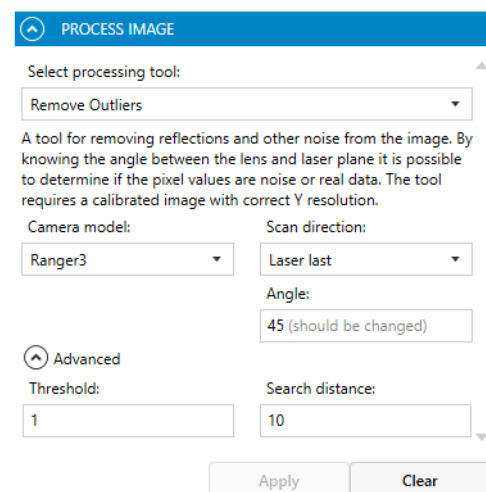 PROCESS IMAGE
Select processing tool:
Remove Outliers
A tool for removing reflections and other noise from the image. By
knowing the angle between the lens and laser plane it is possible
to determine if the pixel values are noise or real data. The tool
requires a calibrated image with correct Y resolution.
Camera model: Scan direction:
Ranger3 Laser last
Angle:
45 (should be changed)
Advanced
Threshold: Search distance:
1 10
Apply Clear